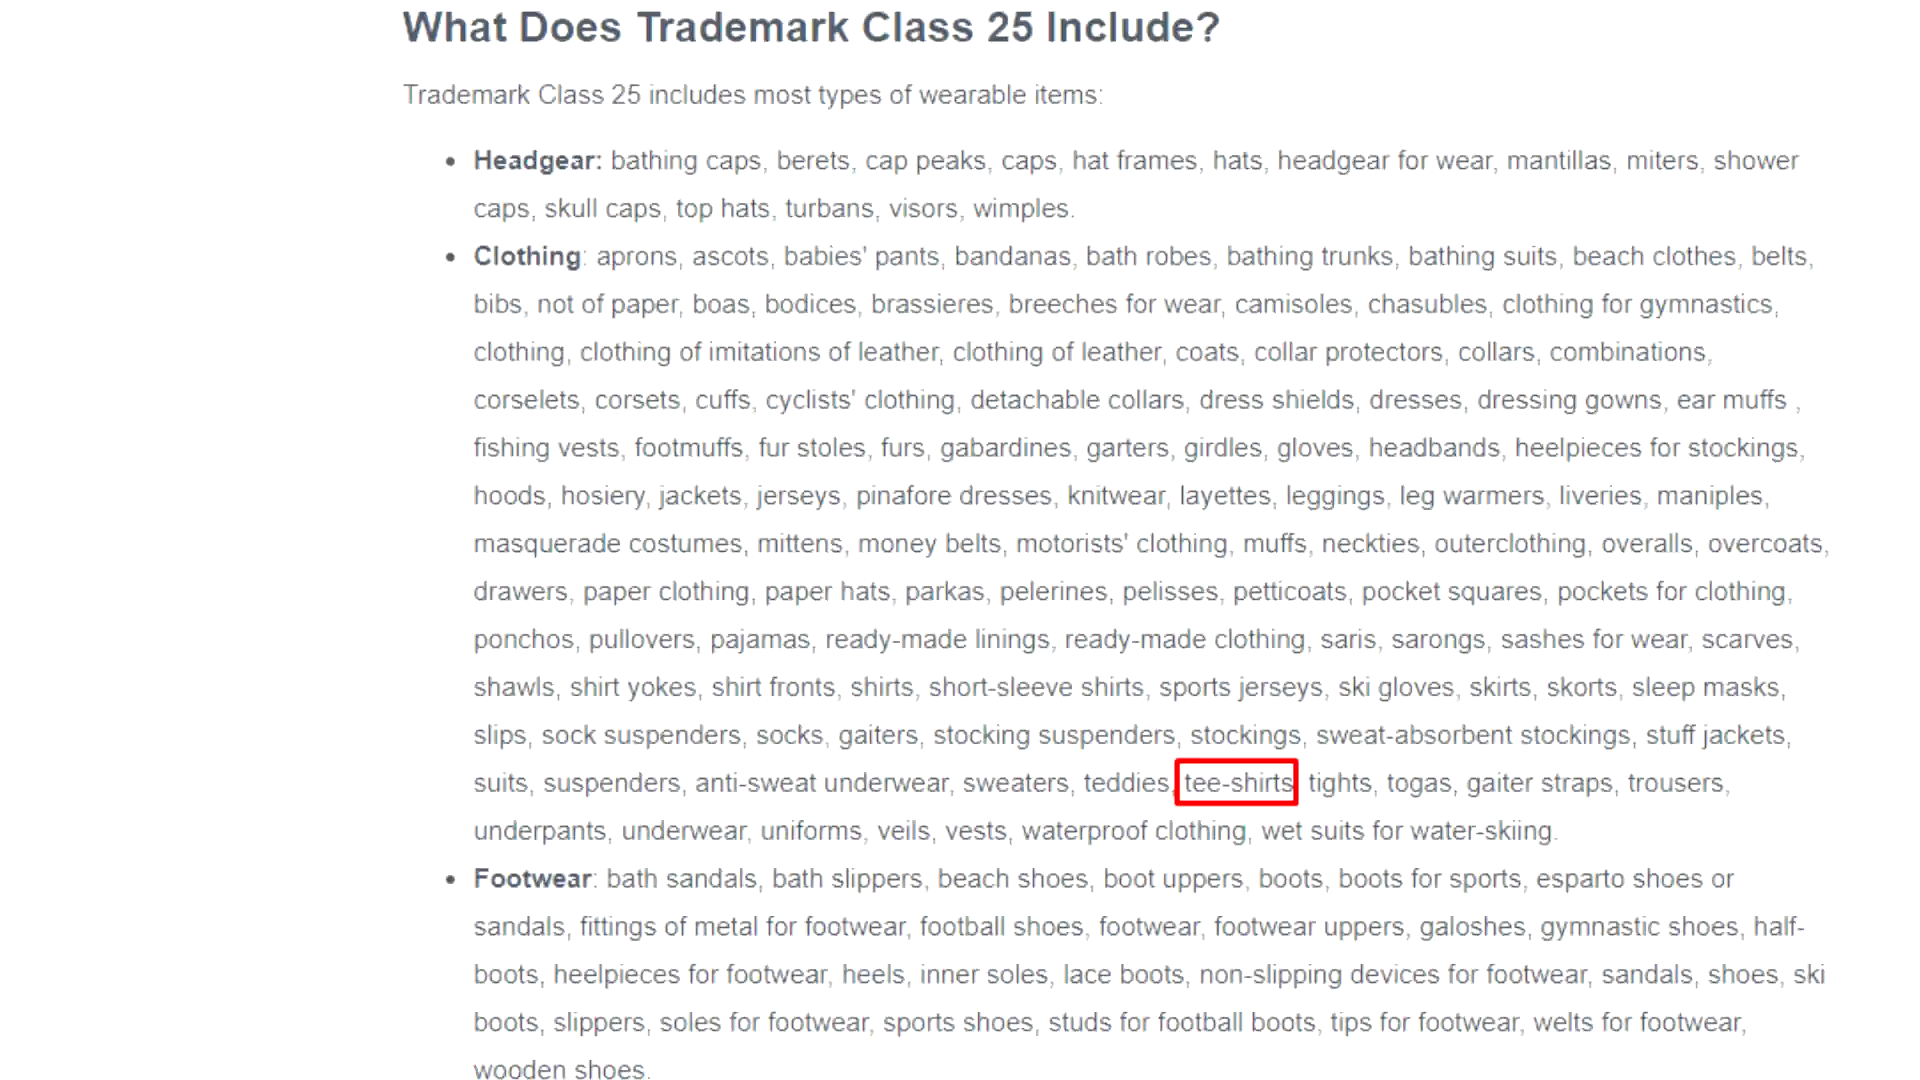 What Does Trademark Class 25 Include?
Trademark Class 25 includes most types of wearable items:
• Headgear: bathing caps, berets, cap peaks, caps, hat frames, hats, headgear for wear, mantillas, miters, shower
caps, skull caps, top hats, turbans, visors, wimples.
• Clothing: aprons, ascots, babies' pants, bandanas, bath robes, bathing trunks, bathing suits, beach clothes, belts,
bibs, not of paper, boas, bodices, brassieres, breeches for wear, camisoles, chasubles, clothing for gymnastics,
clothing, clothing of imitations of leather, clothing of leather, coats, collar protectors, collars, combinations,
corselets, corsets, cuffs, cyclists' clothing, detachable collars, dress shields, dresses, dressing gowns, ear muffs ,
fishing vests, footmuffs, fur stoles, furs, gabardines, garters, girdles, gloves, headbands, heelpieces for stockings,
hoods, hosiery, jackets, jerseys, pinafore dresses, knitwear, layettes, leggings, leg warmers, liveries, maniples,
masquerade costumes, mittens, money belts, motorists' clothing, muffs, neckties, outerclothing, overalls, overcoats,
drawers, paper clothing, paper hats, parkas, pelerines, pelisses, petticoats, pocket squares, pockets for clothing,
ponchos, pullovers, pajamas, ready-made linings, ready-made clothing, saris, sarongs, sashes for wear, scarves,
shawls, shirt yokes, shirt fronts, shirts, short-sleeve shirts, sports jerseys, ski gloves, skirts, skorts, sleep masks,
slips, sock suspenders, socks, gaiters, stocking suspenders, stockings, sweat-absorbent stockings, stuff jackets,
suits, suspenders, anti-sweat underwear, sweaters, teddies, tee-shirts, tights, togas, gaiter straps, trousers,
underpants, underwear, uniforms, veils, vests, waterproof clothing, wet suits for water-skiing.
• Footwear: bath sandals, bath slippers, beach shoes, boot uppers, boots, boots for sports, esparto shoes or
sandals, fittings of metal for footwear, football shoes, footwear, footwear uppers, galoshes, gymnastic shoes, half-
boots, heelpieces for footwear, heels, inner soles, lace boots, non-slipping devices for footwear, sandals, shoes, ski
boots, slippers, soles for footwear, sports shoes, studs for football boots, tips for footwear, welts for footwear,
wooden shoes.